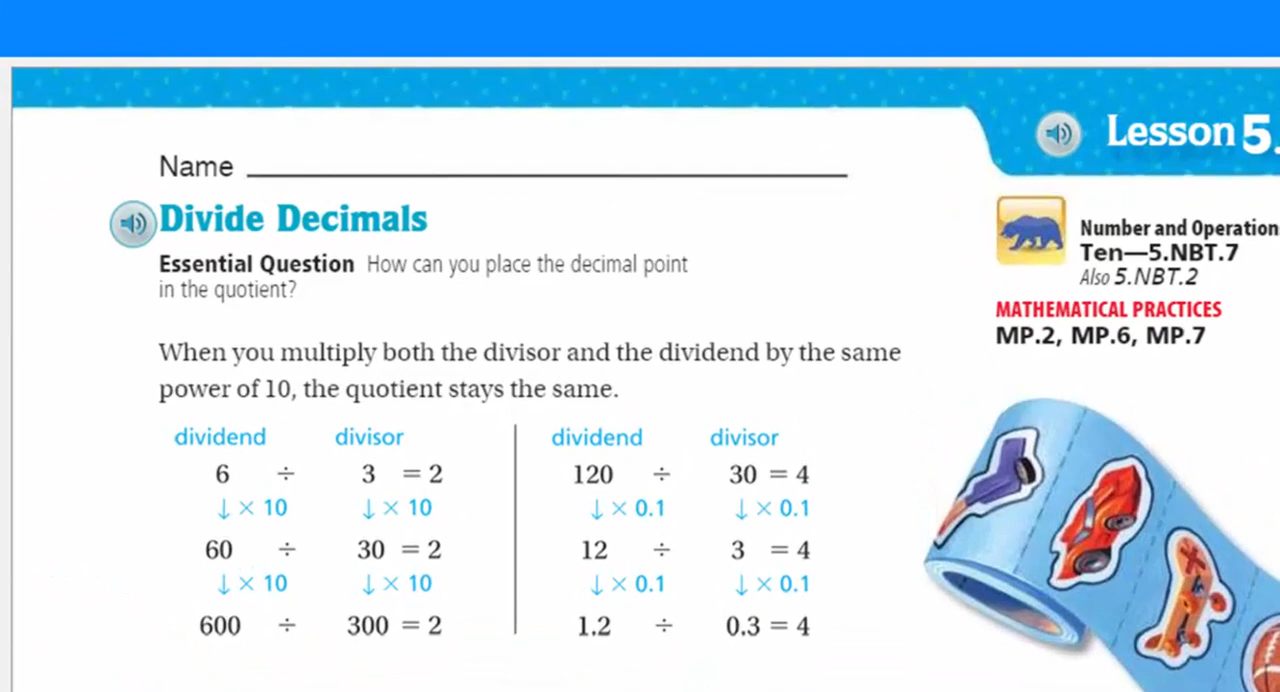 Lesson 5.
Name
Divide Decimals
Essential Question How can you place the decimal point
in the quotient?
Number and Operation
Ten—5.NBT.7
Also 5.NBT.2
MATHEMATICAL PRACTICES
MP.2, MP.6, MP.7
When you multiply both the divisor and the dividend by the same
power of 10, the quotient stays the same.
dividend divisor
6 ÷ 3 = 2
↓ × 10 ↓ × 10
60 ÷ 30 = 2
↓ × 10 ↓ × 10
600 ÷ 300 = 2
dividend divisor
120 ÷ 30 = 4
↓ × 0.1 ↓ × 0.1
12 ÷ 3 = 4
↓ × 0.1 ↓ × 0.1
1.2 ÷ 0.3 = 4